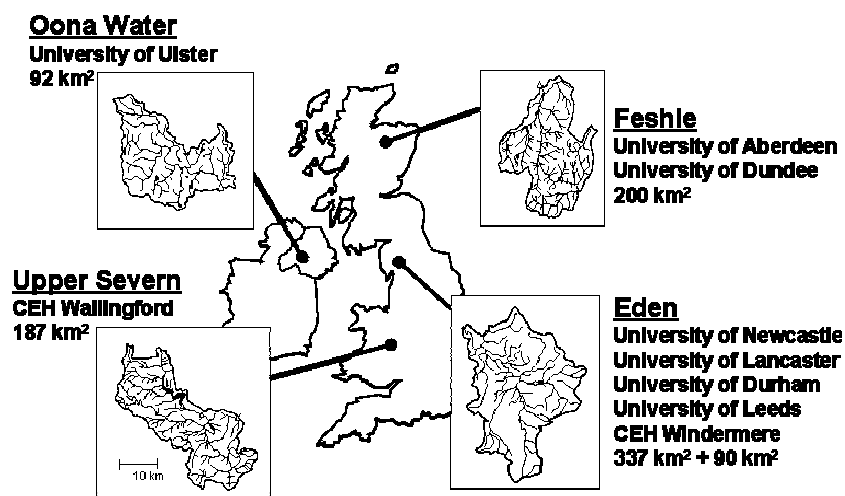 Oona Water
University of Ulster
92 km²
Feshie
University of Aberdeen
University of Dundee
200 km²
Upper Severn
CEH Wallingford
187 km²
10 km
Eden
University of Newcastle
University of Lancaster
University of Durham
University of Leeds
CEH Windermere
337 km² + 90 km²